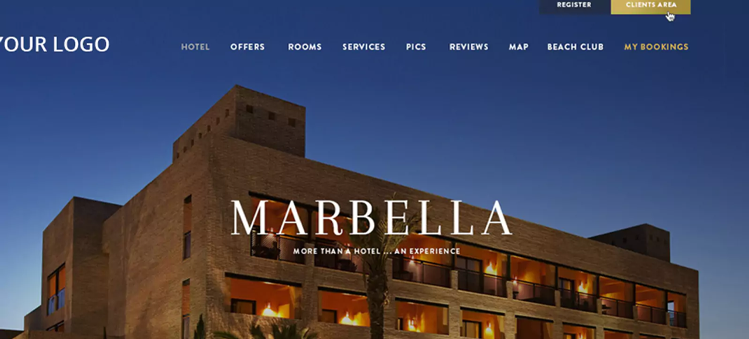 REGISTER
CLIENTS AREA
YOUR LOGO
HOTEL
OFFERS
ROOMS
SERVICES
PICS
REVIEWS
MAP
BEACH CLUB
MY BOOKINGS
MARBELLA
MORE THAN A HOTEL ... AN EXPERIENCE